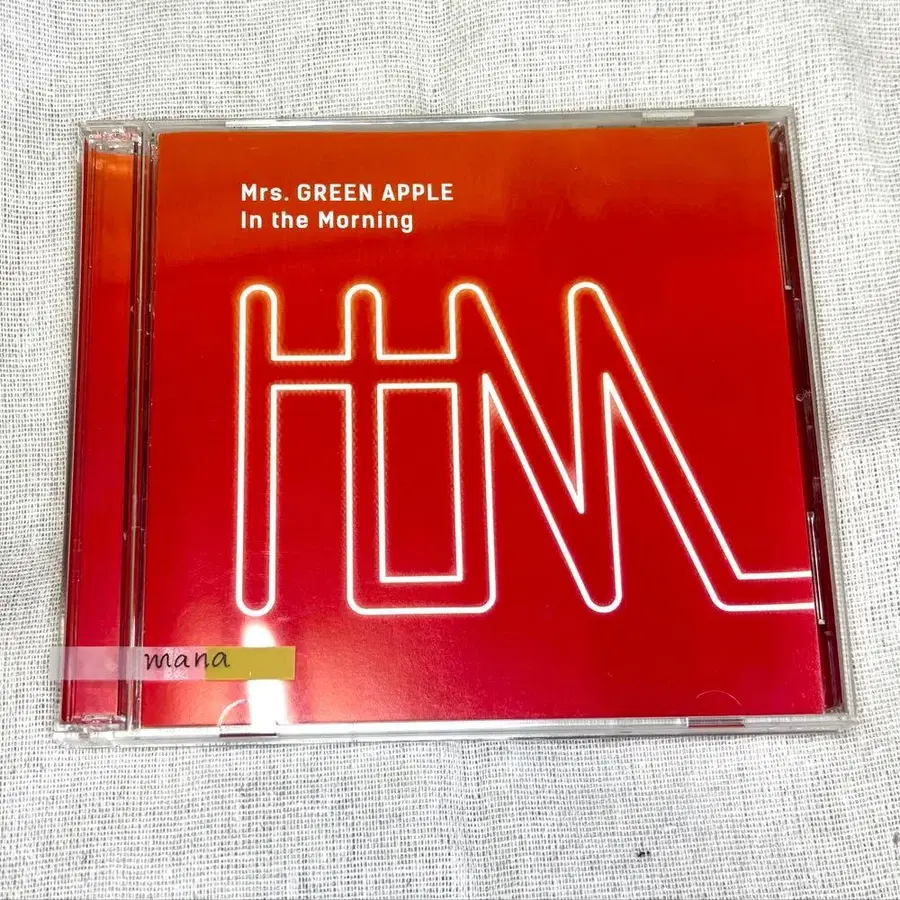 Mrs. GREEN APPLE
In the Morning
mana